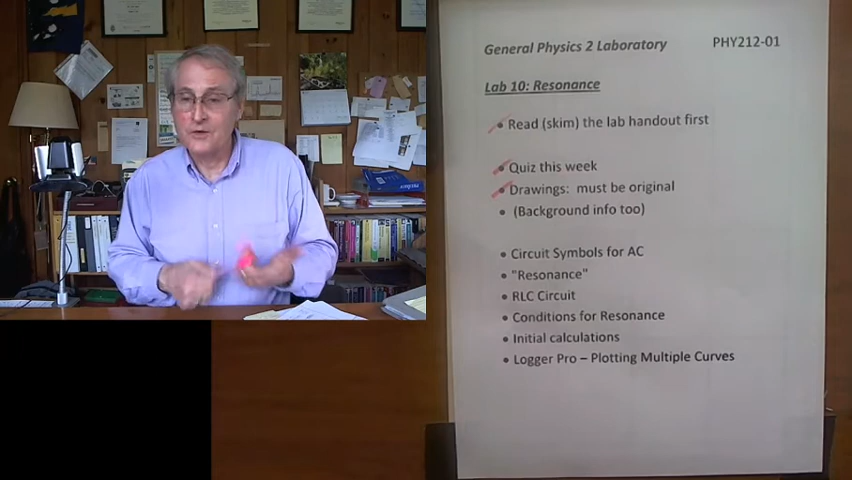 General Physics 2 Laboratory PHY212-01
Lab 10: Resonance
• Read (skim) the lab handout first
• Quiz this week
• Drawings: must be original
• (Background info too)
• Circuit Symbols for AC
• "Resonance"
• RLC Circuit
• Conditions for Resonance
• Initial calculations
• Logger Pro – Plotting Multiple Curves